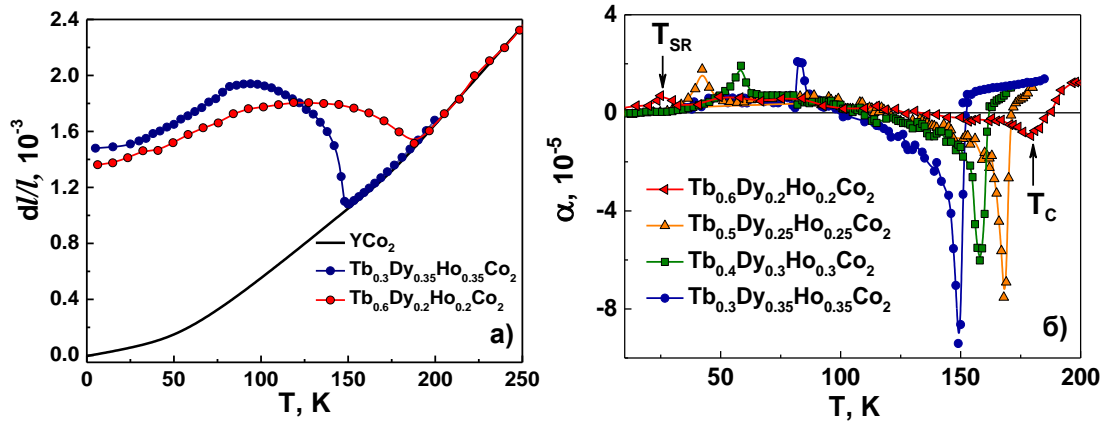 2.4
2.0
1.6
1.2
0.8
0.4
0.0
dl/l, 10⁻³
YCo₂
Tb₀.₃Dy₀.₃₅Ho₀.₃₅Co₂
Tb₀.₆Dy₀.₂Ho₀.₂Co₂
a)
0 50 100 150 200 250
T, K
4
0
-4
-8
α, 10⁻⁵
T_SR
T_C
Tb₀.₆Dy₀.₂Ho₀.₂Co₂
Tb₀.₅Dy₀.₂₅Ho₀.₂₅Co₂
Tb₀.₄Dy₀.₃Ho₀.₃Co₂
Tb₀.₃Dy₀.₃₅Ho₀.₃₅Co₂
б)
50 100 150 200
T, K